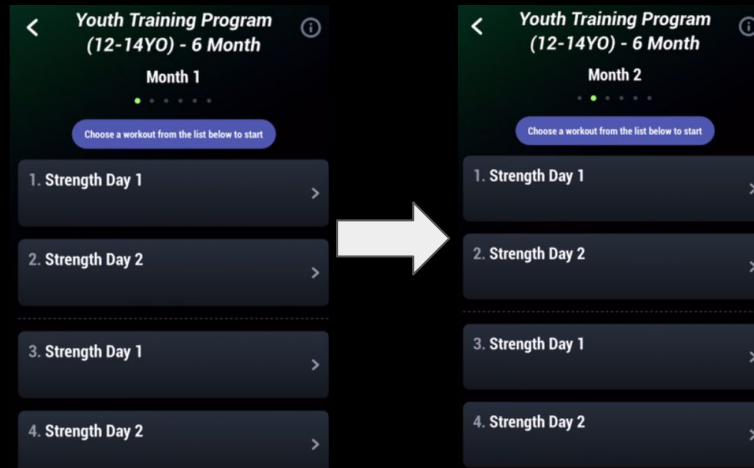 Youth Training Program
(12-14YO) - 6 Month
Month 1
Choose a workout from the list below to start
1. Strength Day 1
2. Strength Day 2
3. Strength Day 1
4. Strength Day 2
Youth Training Program
(12-14YO) - 6 Month
Month 2
Choose a workout from the list below to start
1. Strength Day 1
2. Strength Day 2
3. Strength Day 1
4. Strength Day 2